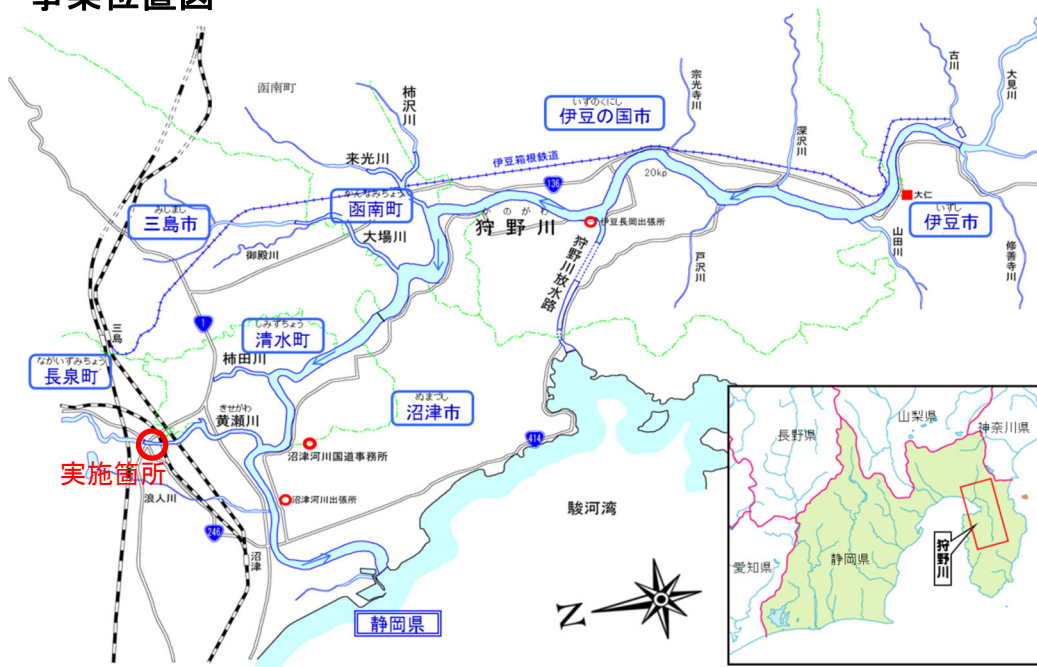 事業位置図
函南町
柿沢川
来光川
宗光寺川
いずのくにし
伊豆の国市
深沢川
古川
大見川
伊豆箱根鉄道
136
20kp
かんなみちょう
函南町
みしまし
三島市
大場川
御殿川
かのがわ
狩野川
伊豆長岡出張所
大仁
いずし
伊豆市
山田川
修善寺川
戸沢川
狩野川放水路
1
三島
しみずちょう
清水町
柿田川
ながいずみちょう
長泉町
きせがわ
黄瀬川
ぬまづし
沼津市
414
沼津河川国道事務所
実施箇所
浪人川
沼津河川出張所
246
沼津
駿河湾
静岡県
Z
長野県
山梨県
神奈川県
愛知県
静岡県
狩野川